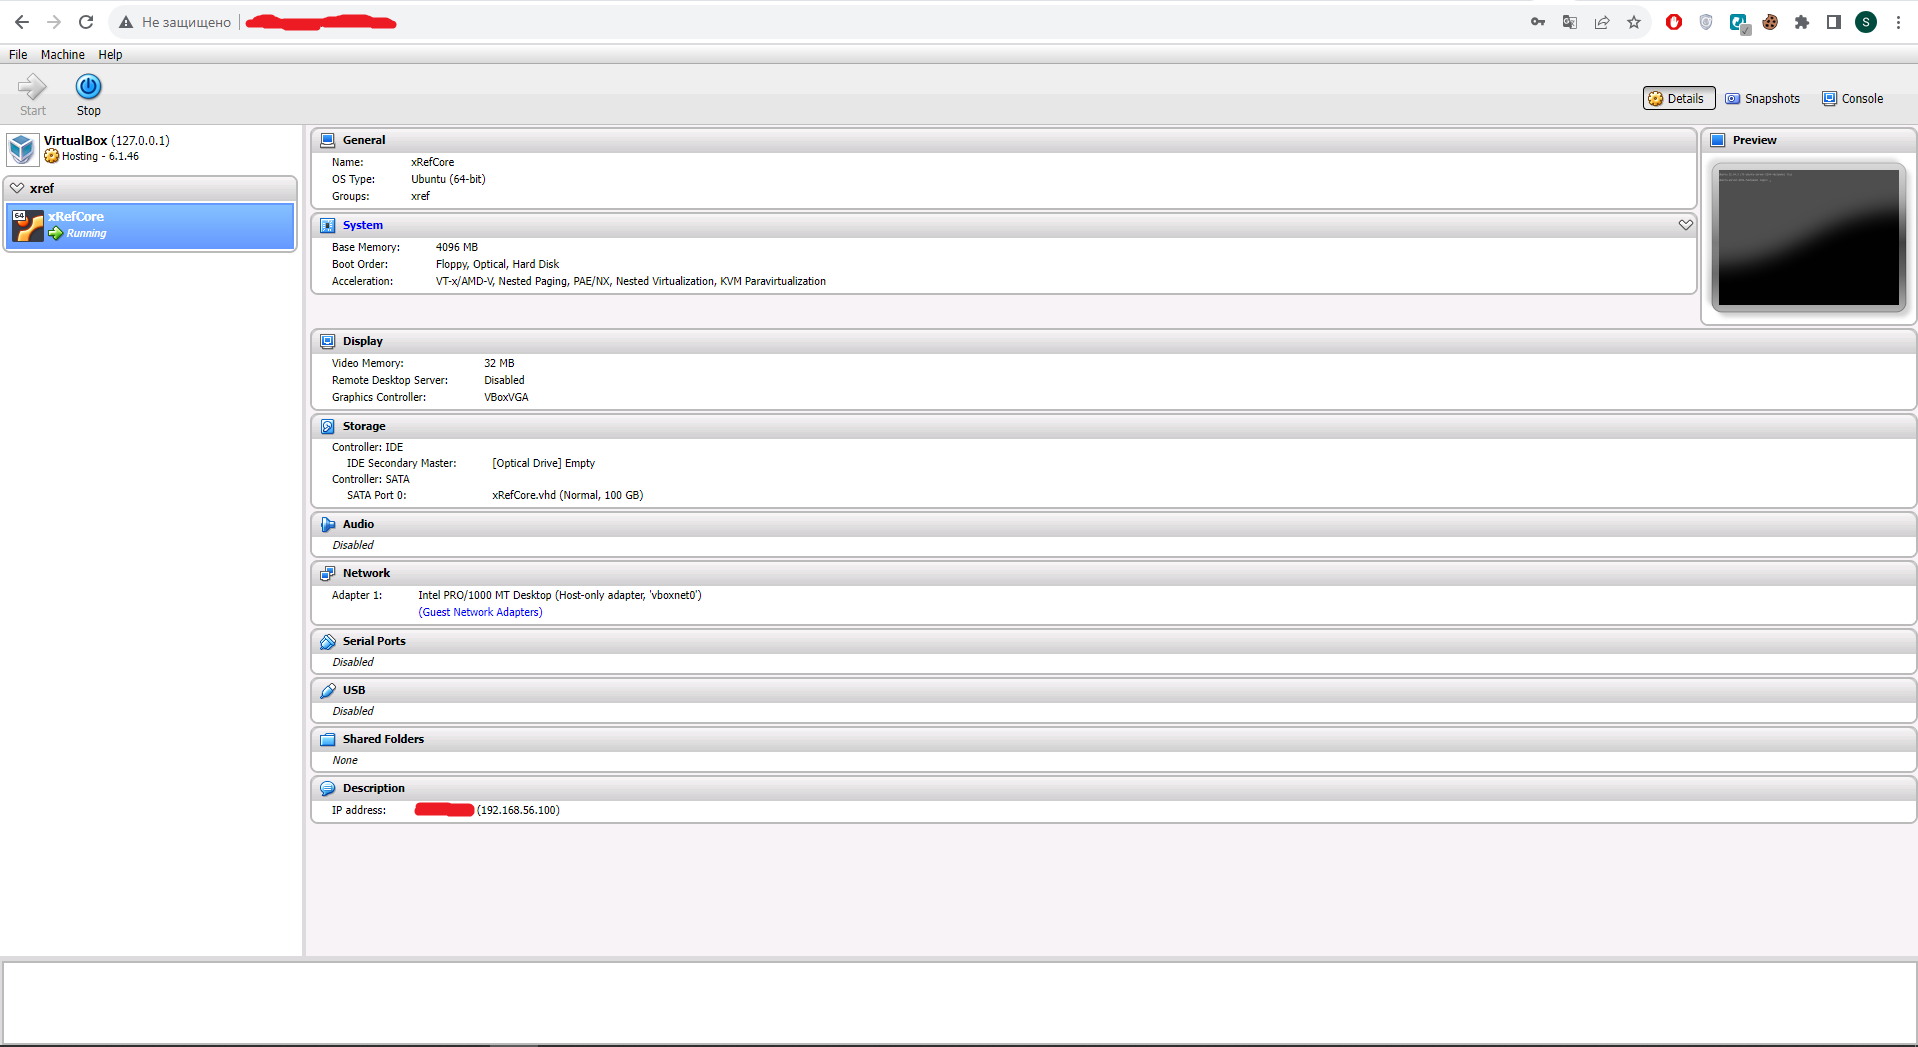 Не защищено
S
File Machine Help
Start
Stop
Details
Snapshots
Console
VirtualBox (127.0.0.1)
Hosting - 6.1.46
xref
64
xRefCore
Running
General
Name: xRefCore
OS Type: Ubuntu (64-bit)
Groups: xref
Preview
System
Base Memory: 4096 MB
Boot Order: Floppy, Optical, Hard Disk
Acceleration: VT-x/AMD-V, Nested Paging, PAE/NX, Nested Virtualization, KVM Paravirtualization
Display
Video Memory: 32 MB
Remote Desktop Server: Disabled
Graphics Controller: VBoxVGA
Storage
Controller: IDE
IDE Secondary Master: [Optical Drive] Empty
Controller: SATA
SATA Port 0: xRefCore.vhd (Normal, 100 GB)
Audio
Disabled
Network
Adapter 1: Intel PRO/1000 MT Desktop (Host-only adapter, 'vboxnet0')
(Guest Network Adapters)
Serial Ports
Disabled
USB
Disabled
Shared Folders
None
Description
IP address: (192.168.56.100)